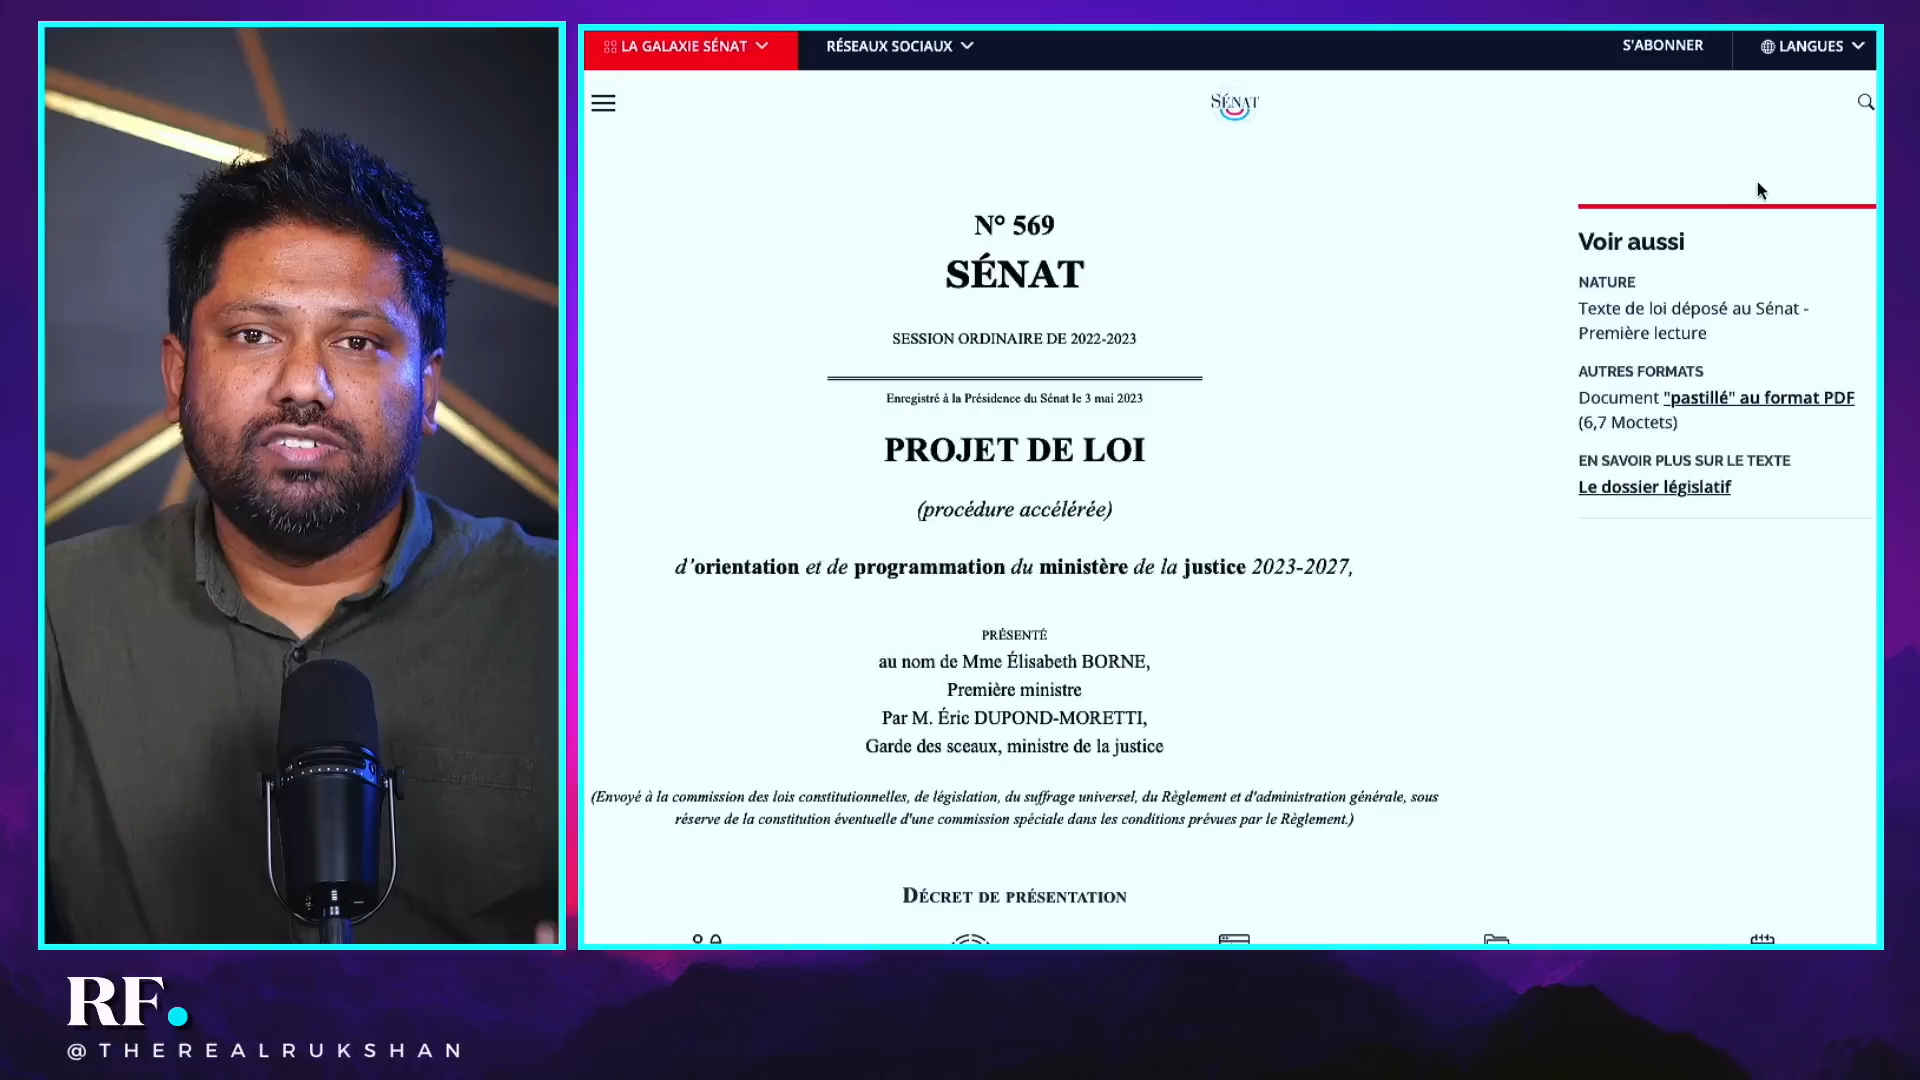 LA GALAXIE SÉNAT
RÉSEAUX SOCIAUX
S'ABONNER
LANGUES
SÉNAT
N° 569
SÉNAT
SESSION ORDINAIRE DE 2022-2023
Enregistré à la Présidence du Sénat le 3 mai 2023
PROJET DE LOI
(procédure accélérée)
d'orientation et de programmation du ministère de la justice 2023-2027,
PRÉSENTÉ
au nom de Mme Élisabeth BORNE,
Première ministre
Par M. Éric DUPOND-MORETTI,
Garde des sceaux, ministre de la justice
(Envoyé à la commission des lois constitutionnelles, de législation, du suffrage universel, du Règlement et d'administration générale, sous
réserve de la constitution éventuelle d'une commission spéciale dans les conditions prévues par le Règlement.)
DÉCRET DE PRÉSENTATION
Voir aussi
NATURE
Texte de loi déposé au Sénat -
Première lecture
AUTRES FORMATS
Document "pastillé" au format PDF
(6,7 Moctets)
EN SAVOIR PLUS SUR LE TEXTE
Le dossier législatif
RF.
@THEREALRUKSHAN